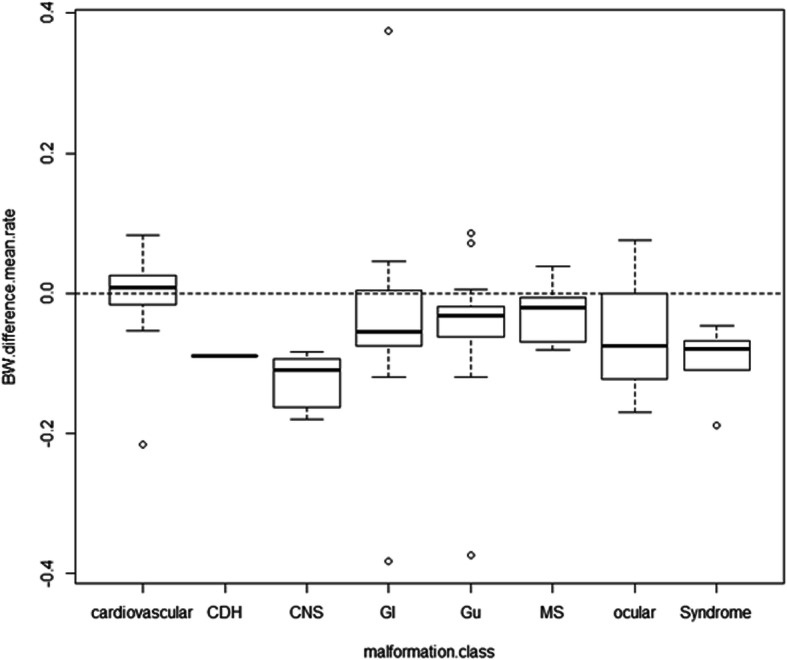 0.4
0.2
0.0
-0.2
-0.4
BW.difference.mean.rate
cardiovascular CDH CNS GI Gu MS ocular Syndrome
malformation.class